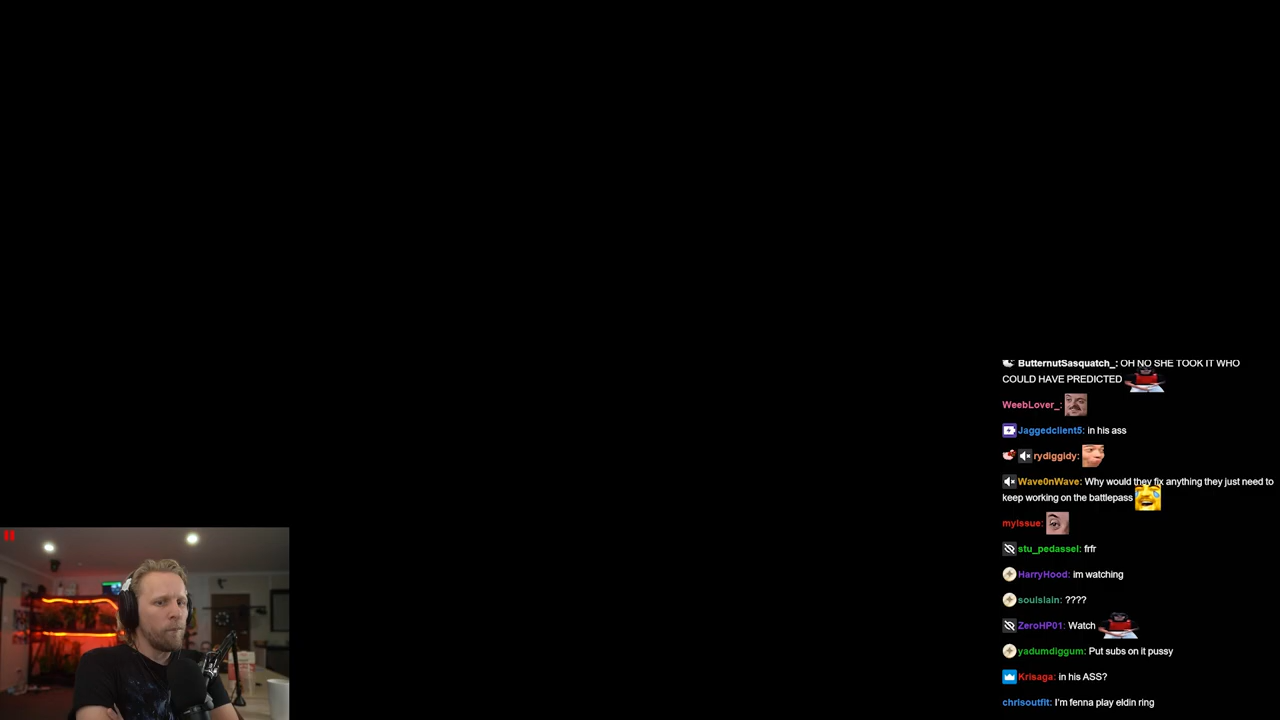 ButternutSasquatch_: OH NO SHE TOOK IT WHO
COULD HAVE PREDICTED
WeebLover_:
Jaggedclient5: in his ass
rydiggidy:
Wave0nWave: Why would they fix anything they just need to
keep working on the battlepass
myIssue:
stu_pedassel: frfr
HarryHood: im watching
soulslain: ????
ZeroHP01: Watch
yadumdiggum: Put subs on it pussy
Krisaga: in his ASS?
chrisoutfit: I'm fenna play eldin ring